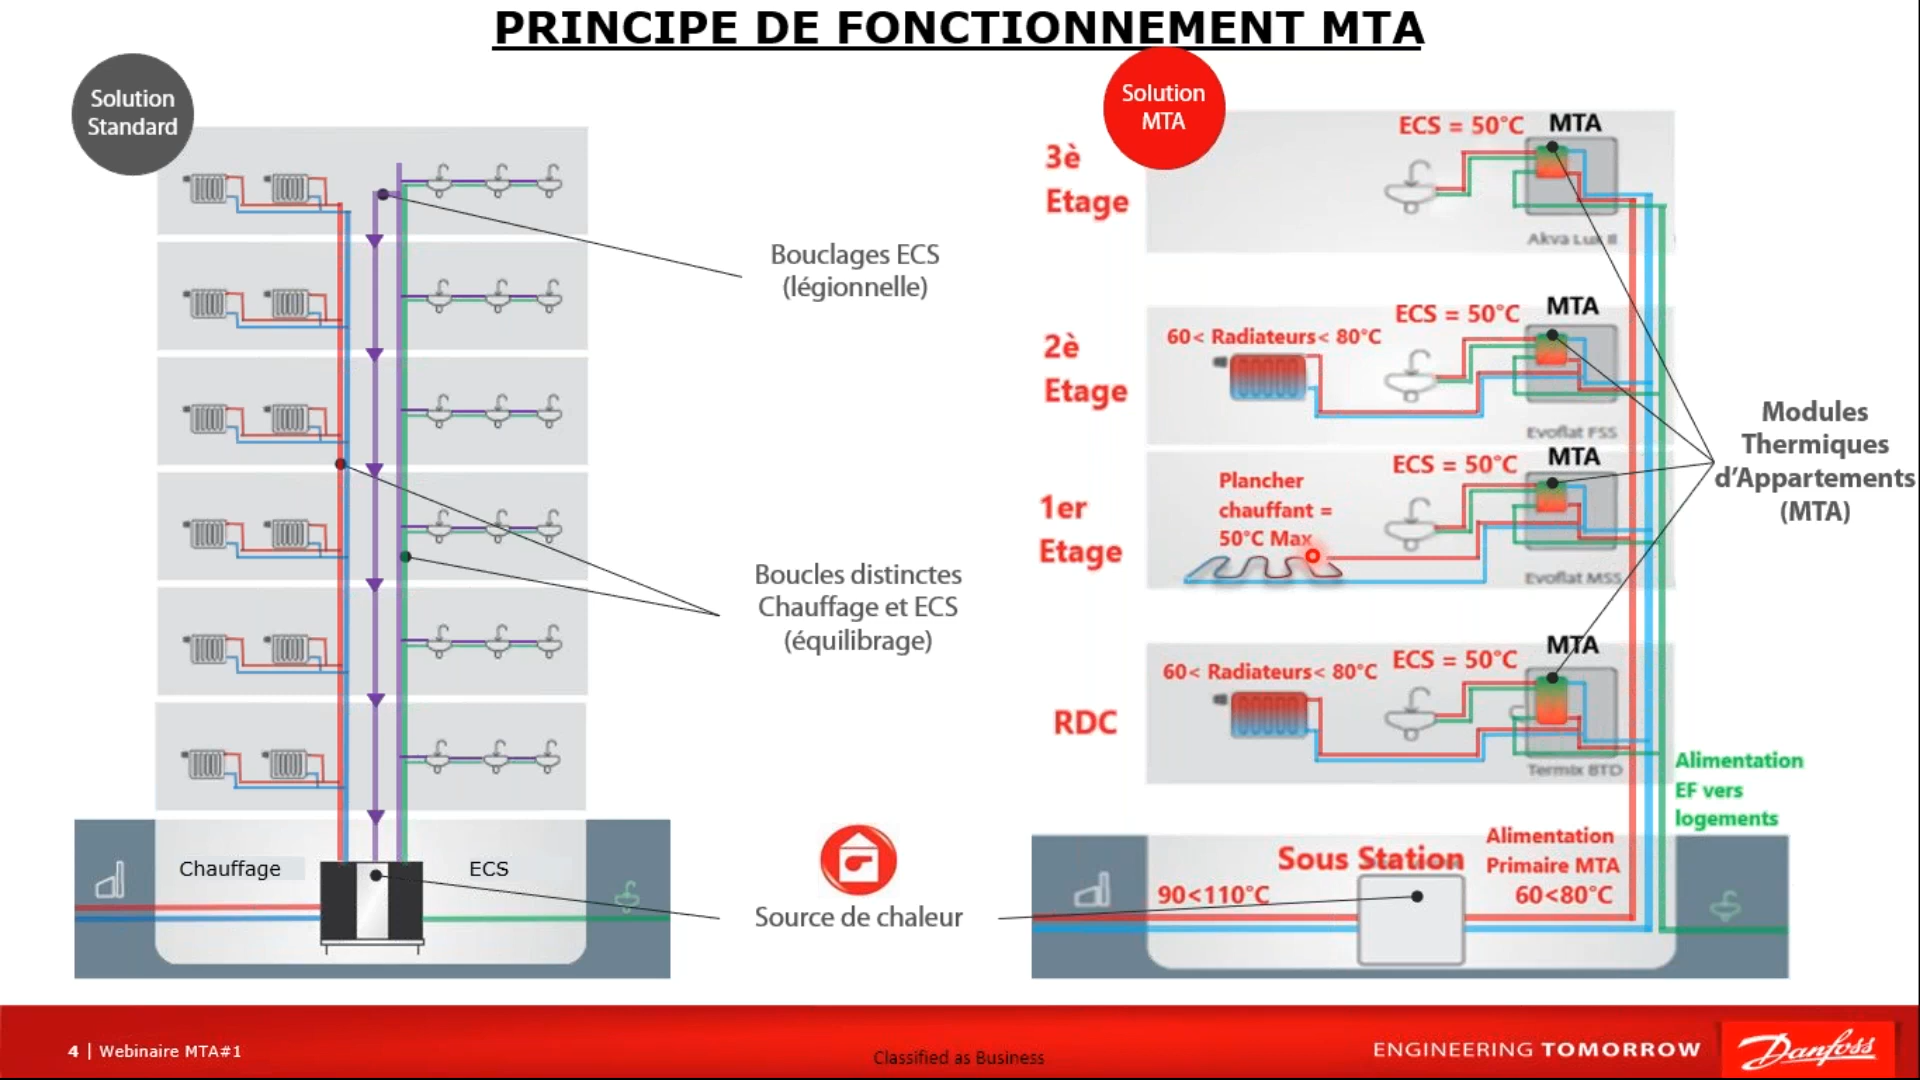 PRINCIPE DE FONCTIONNEMENT MTA
Solution
Standard
Bouclages ECS
(légionnelle)
Boucles distinctes
Chauffage et ECS
(équilibrage)
Chauffage
ECS
Source de chaleur
Solution
MTA
3è
Etage
ECS = 50°C
MTA
Akva Lux II
2è
Etage
60< Radiateurs< 80°C
ECS = 50°C
MTA
Evoflat FSS
1er
Etage
Plancher
chauffant =
50°C Max
ECS = 50°C
MTA
Evoflat MSS
RDC
60< Radiateurs< 80°C
ECS = 50°C
MTA
Termix BTD
Modules
Thermiques
d'Appartements
(MTA)
Alimentation
EF vers
logements
Sous Station
90<110°C
Alimentation
Primaire MTA
60<80°C
4 | Webinaire MTA#1
Classified as Business
ENGINEERING TOMORROW
Danfoss